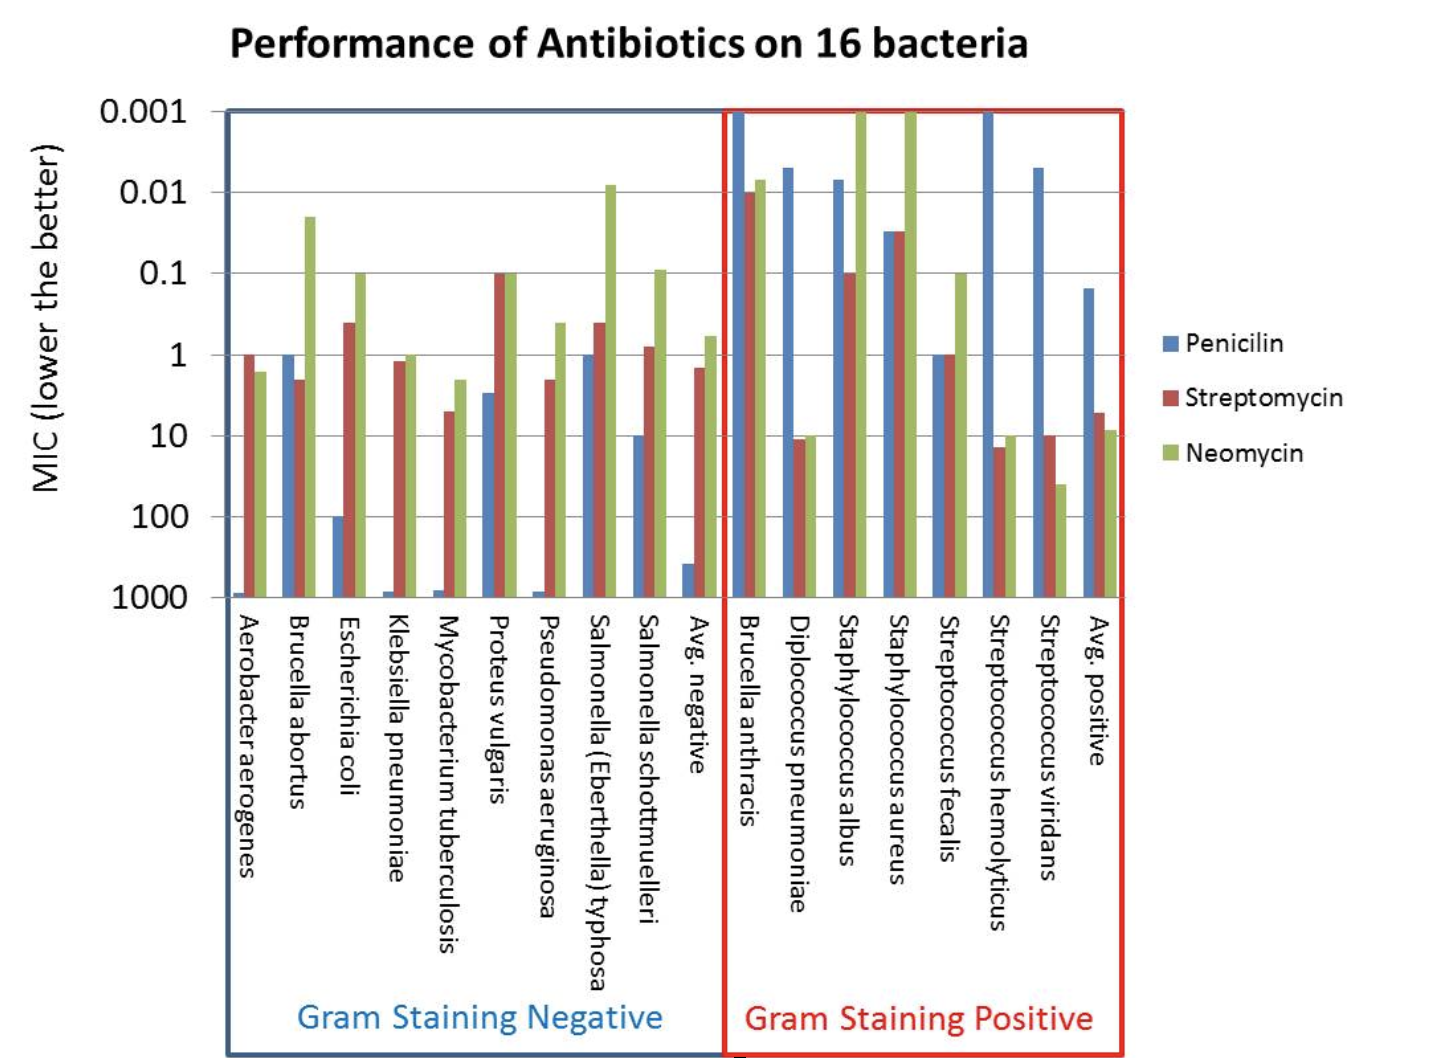 Performance of Antibiotics on 16 bacteria
MIC (lower the better)
0.001
0.01
0.1
1
10
100
1000
Aerobacter aerogenes
Brucella abortus
Escherichia coli
Klebsiella pneumoniae
Mycobacterium tuberculosis
Proteus vulgaris
Pseudomonas aeruginosa
Salmonella (Eberthella) typhosa
Salmonella schottmuelleri
Avg. negative
Brucella anthracis
Diplococcus pneumoniae
Staphylococcus albus
Staphylococcus aureus
Streptococcus fecalis
Streptococcus hemolyticus
Streptococcus viridans
Avg. positive
Gram Staining Negative
Gram Staining Positive
Penicilin
Streptomycin
Neomycin